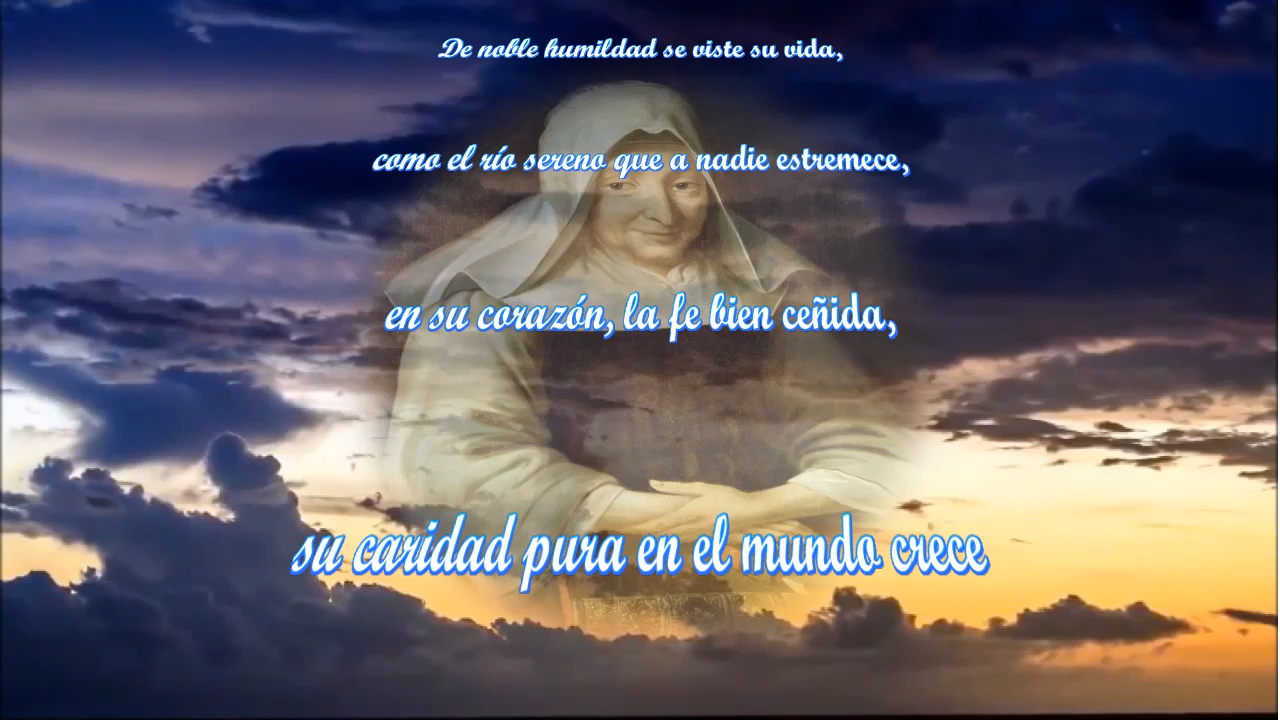 De noble humildad se viste su vida,
como el río sereno que a nadie estremece,
en su corazón, la fe bien ceñida,
su caridad pura en el mundo crece